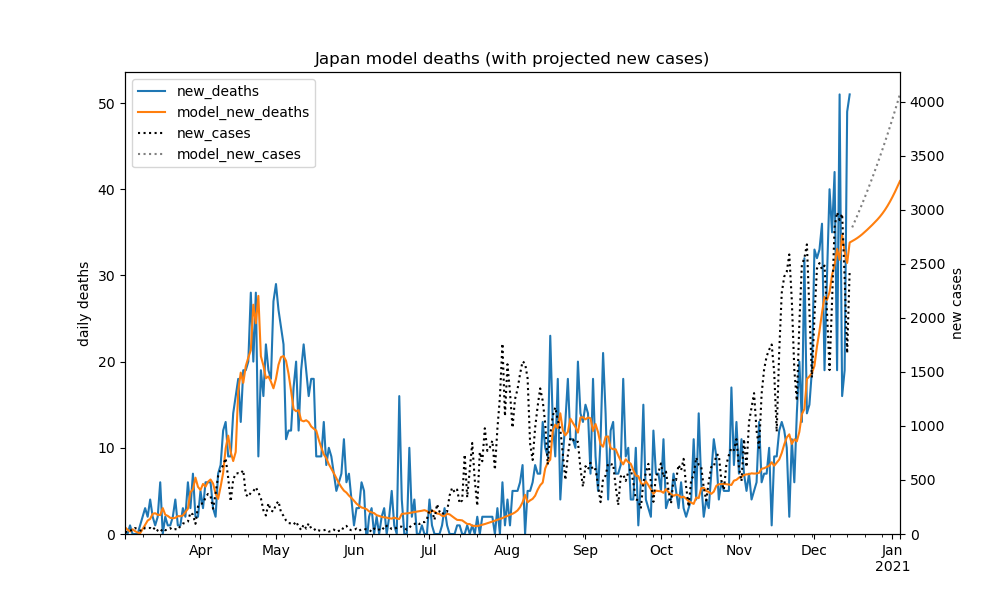 Japan model deaths (with projected new cases)
new_deaths
model_new_deaths
new_cases
model_new_cases
daily deaths
50
40
30
20
10
0
4000
3500
3000
2500
2000
1500
1000
500
0
new cases
Apr May Jun Jul Aug Sep Oct Nov Dec Jan
2021